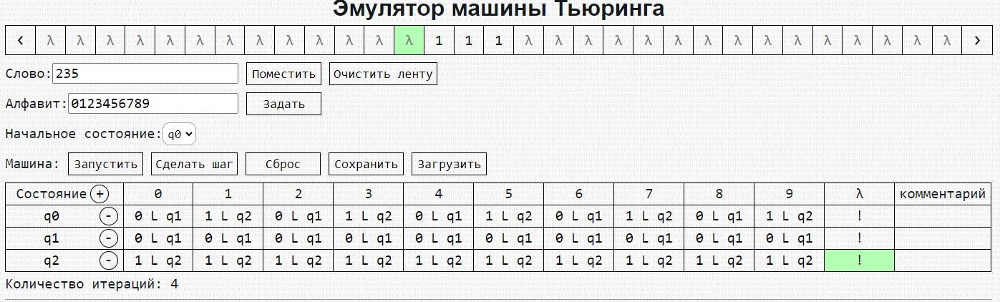 Эмулятор машины Тьюринга
< λ λ λ λ λ λ λ λ λ λ λ λ λ 1 1 1 λ λ λ λ λ λ λ λ λ λ λ λ λ λ λ >
Слово: 235 Поместить Очистить ленту
Алфавит: 0123456789 Задать
Начальное состояние: q0
Машина: Запустить Сделать шаг Сброс Сохранить Загрузить
Состояние + 0 1 2 3 4 5 6 7 8 9 λ комментарий
q0 - 0 L q1 1 L q2 0 L q1 1 L q2 0 L q1 1 L q2 0 L q1 1 L q2 0 L q1 1 L q2 !
q1 - 0 L q1 0 L q1 0 L q1 0 L q1 0 L q1 0 L q1 0 L q1 0 L q1 0 L q1 0 L q1 !
q2 - 1 L q2 1 L q2 1 L q2 1 L q2 1 L q2 1 L q2 1 L q2 1 L q2 1 L q2 1 L q2 !
Количество итераций: 4